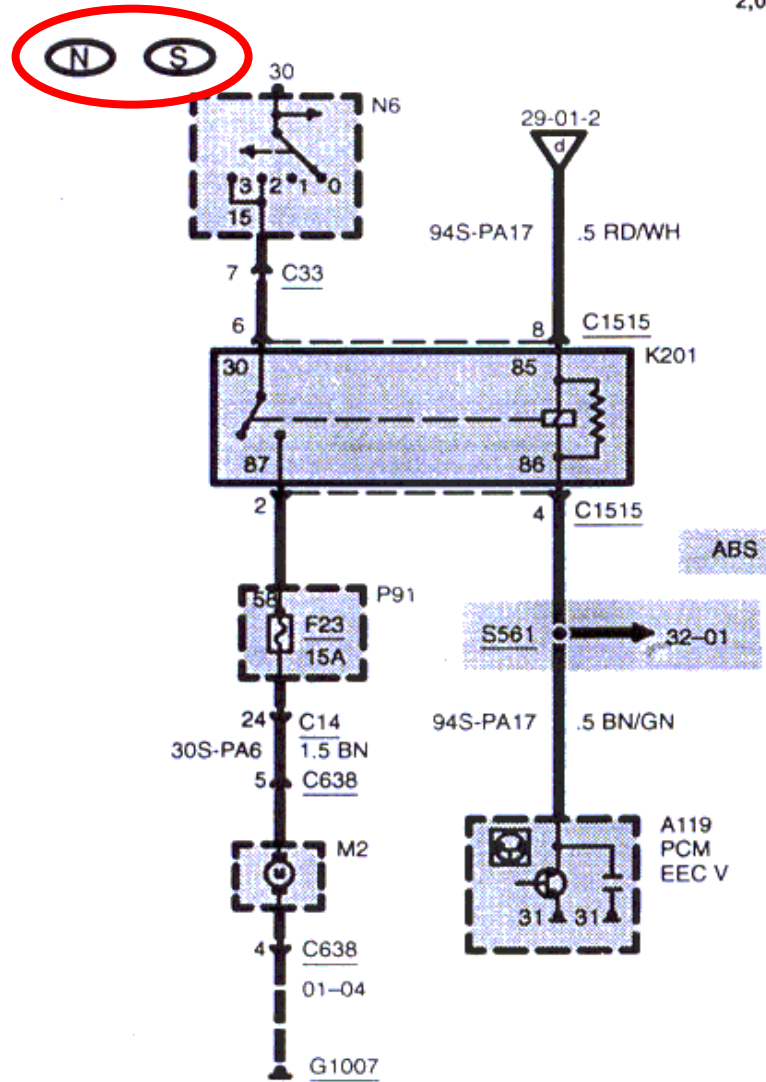 2,0
N S
30
N6
29-01-2
d
3 2 1 0
15
94S-PA17 .5 RD/WH
7 C33
6 8 C1515
K201
30 85
87 86
2 4 C1515
ABS
58 P91
F23
15A
S561 32-01
24 C14
30S-PA6 1.5 BN
94S-PA17 .5 BN/GN
5 C638
M2
M
A119
PCM
EEC V
31 31
4 C638
01-04
G1007